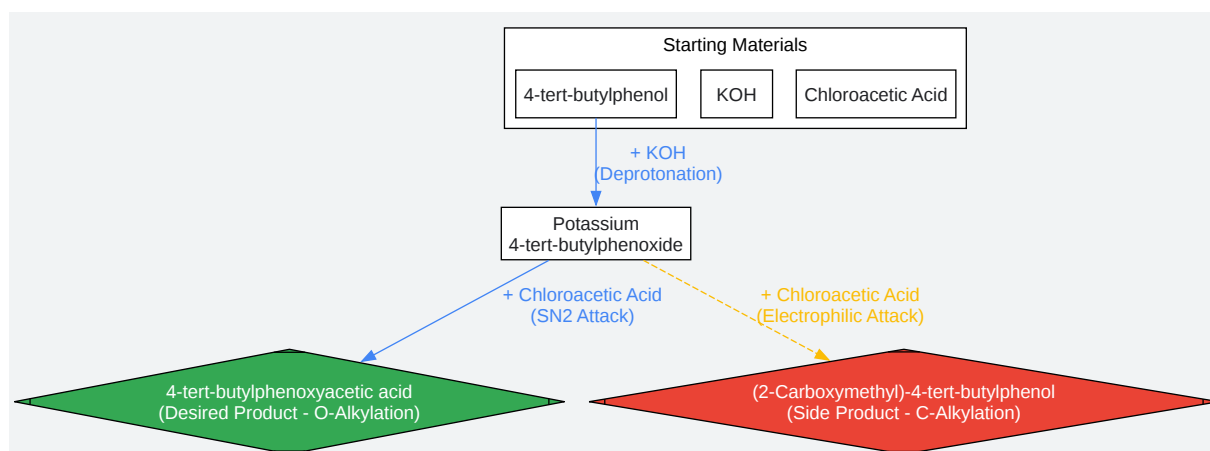 Starting Materials
4-tert-butylphenol
KOH
Chloroacetic Acid
+ KOH
(Deprotonation)
Potassium
4-tert-butylphenoxide
+ Chloroacetic Acid
(SN2 Attack)
+ Chloroacetic Acid
(Electrophilic Attack)
4-tert-butylphenoxyacetic acid
(Desired Product - O-Alkylation)
(2-Carboxymethyl)-4-tert-butylphenol
(Side Product - C-Alkylation)